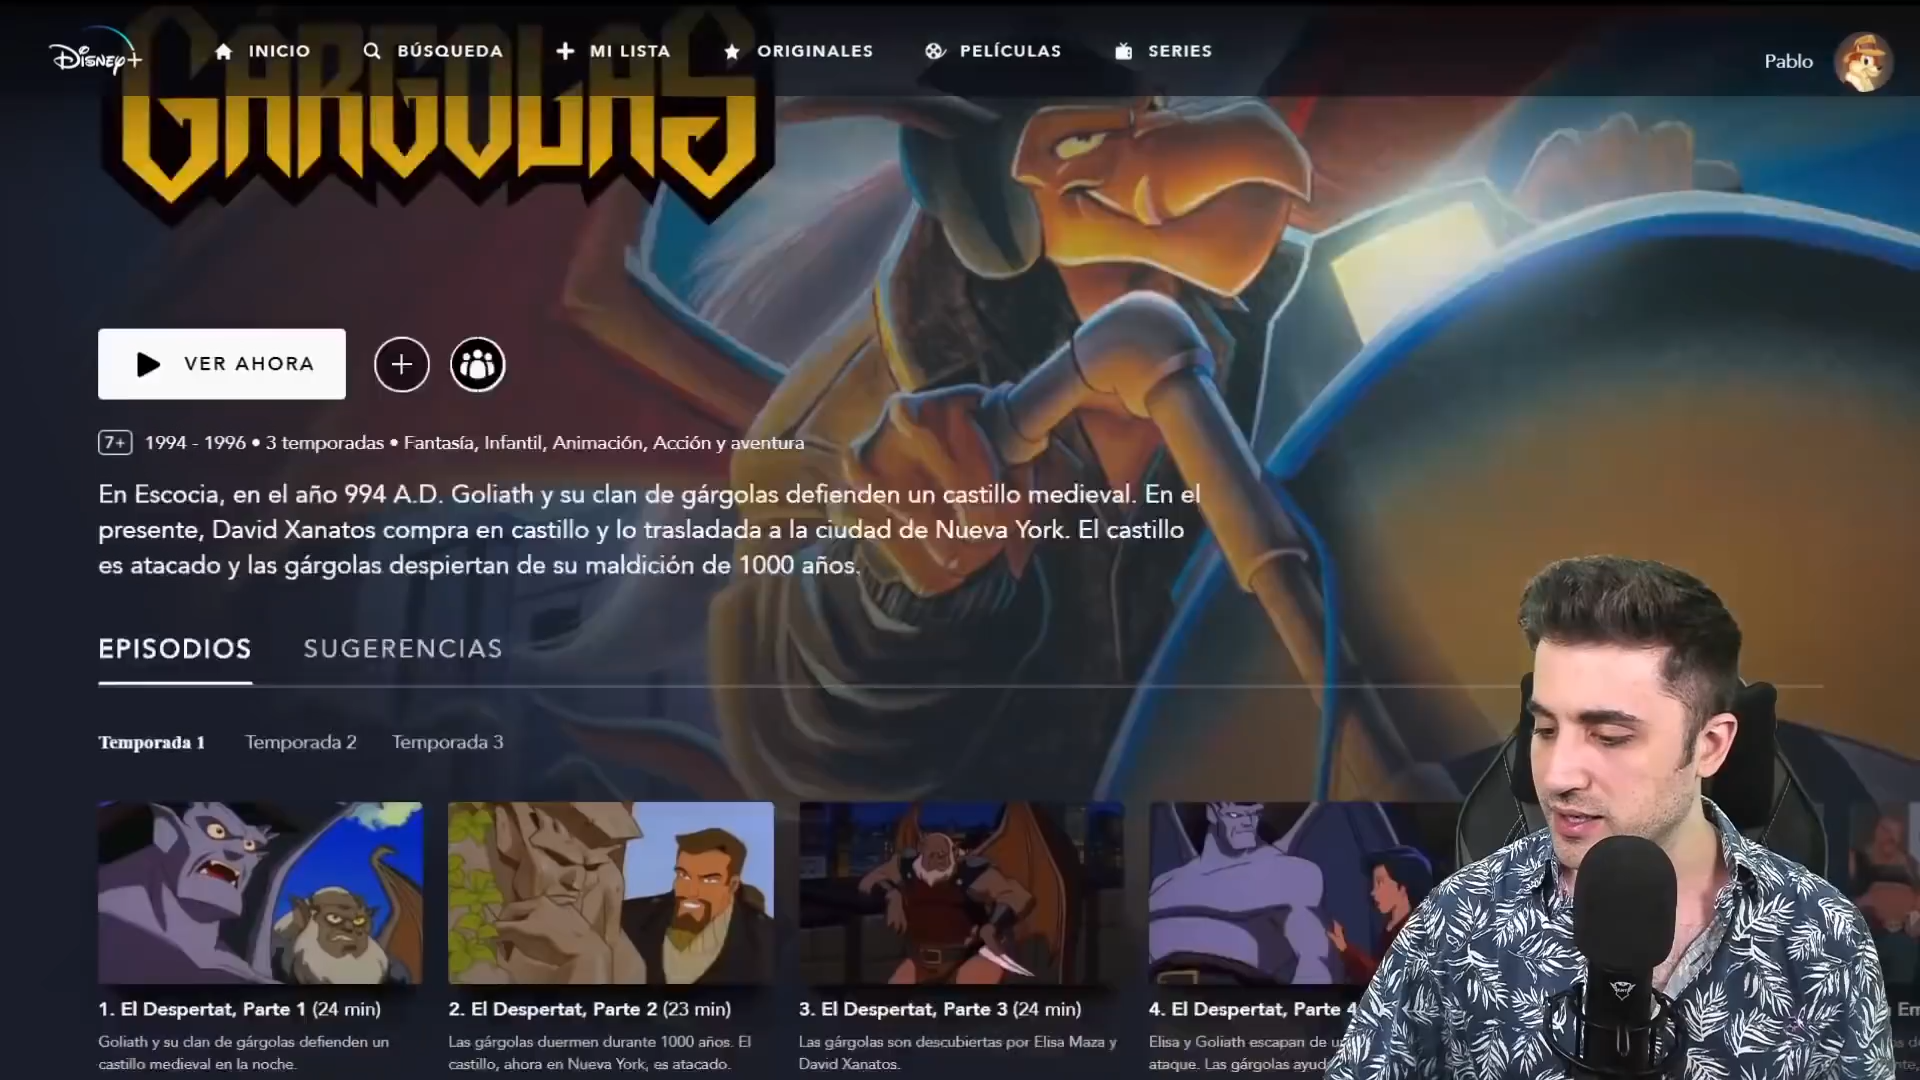 GÁRGOLAS
Disney+
INICIO
BÚSQUEDA
MI LISTA
ORIGINALES
PELÍCULAS
SERIES
Pablo
VER AHORA
7+ 1994 - 1996 • 3 temporadas • Fantasía, Infantil, Animación, Acción y aventura
En Escocia, en el año 994 A.D. Goliath y su clan de gárgolas defienden un castillo medieval. En el
presente, David Xanatos compra en castillo y lo trasladada a la ciudad de Nueva York. El castillo
es atacado y las gárgolas despiertan de su maldición de 1000 años.
EPISODIOS
SUGERENCIAS
Temporada 1
Temporada 2
Temporada 3
1. El Despertat, Parte 1 (24 min)
Goliath y su clan de gárgolas defienden un
castillo medieval en la noche.
2. El Despertat, Parte 2 (23 min)
Las gárgolas duermen durante 1000 años. El
castillo, ahora en Nueva York, es atacado.
3. El Despertat, Parte 3 (24 min)
Las gárgolas son descubiertas por Elisa Maza y
David Xanatos.
4. El Despertat, Parte 4
Elisa y Goliath escapan de
ataque. Las gárgolas